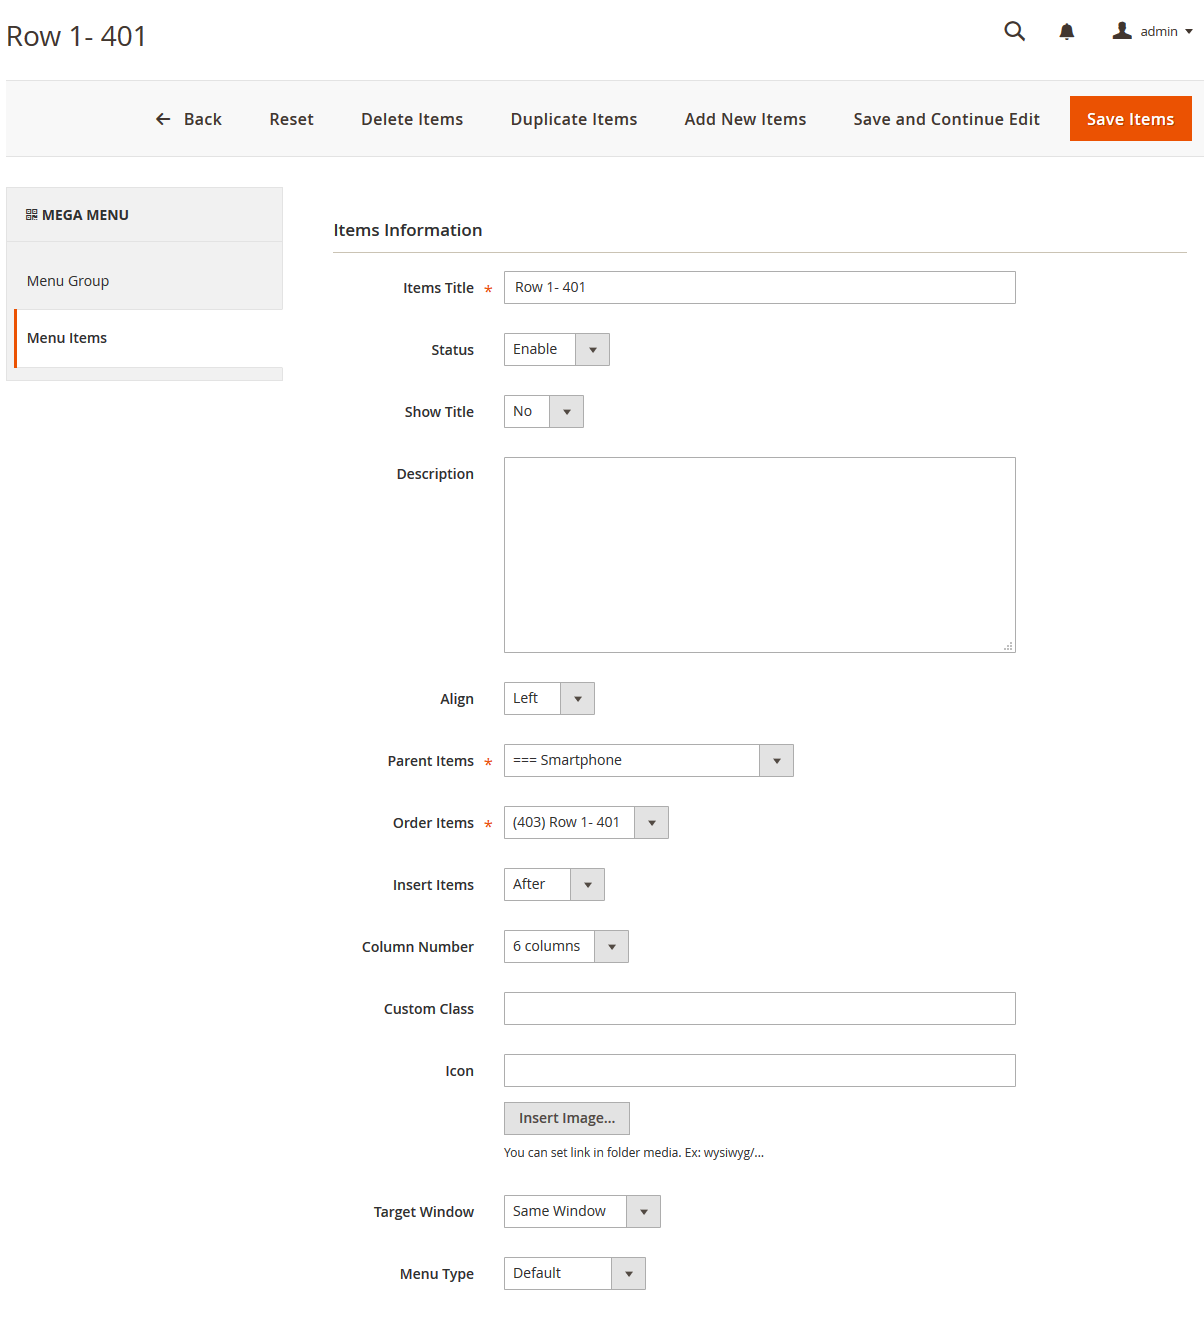 Row 1- 401
admin
Back
Reset
Delete Items
Duplicate Items
Add New Items
Save and Continue Edit
Save Items
MEGA MENU
Menu Group
Menu Items
Items Information
Items Title * Row 1- 401
Status Enable
Show Title No
Description
Align Left
Parent Items * === Smartphone
Order Items * (403) Row 1- 401
Insert Items After
Column Number 6 columns
Custom Class
Icon
Insert Image...
You can set link in folder media. Ex: wysiwyg/...
Target Window Same Window
Menu Type Default